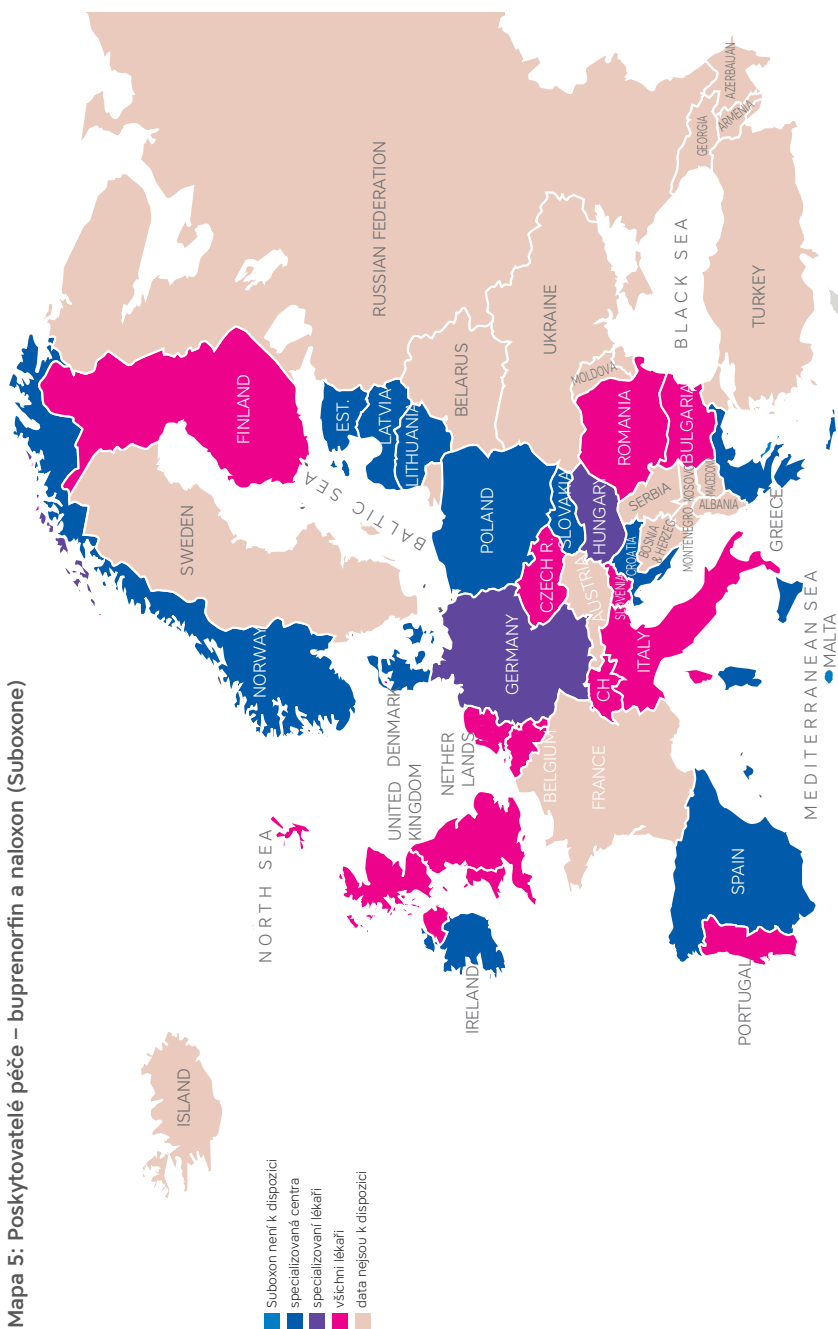 Mapa 5: Poskytovatelé péče – buprenorfin a naloxon (Suboxone)
Suboxon není k dispozici
specializovaná centra
specializovaní lékaři
všichni lékaři
data nejsou k dispozici
ISLAND
NORTH SEA
IRELAND
UNITED
KINGDOM
DENMARK
NETHER
LANDS
BELGIUM
FRANCE
PORTUGAL
SPAIN
NORWAY
SWEDEN
FINLAND
BALTIC SEA
EST.
LATVIA
LITHUANIA
RUSSIAN FEDERATION
BELARUS
POLAND
GERMANY
CZECH R.
SLOVAKIA
AUSTRIA
HUNGARY
CH
SLOVENIA
CROATIA
ITALY
BOSNIA
& HERZEG
SERBIA
MONTENEGRO
KOSOVO
MACEDON
ALBANIA
ROMANIA
BULGARIA
MOLDOVA
UKRAINE
GREECE
BLACK SEA
TURKEY
GEORGIA
ARMENIA
AZERBAIJAN
MEDITERRANEAN SEA
MALTA